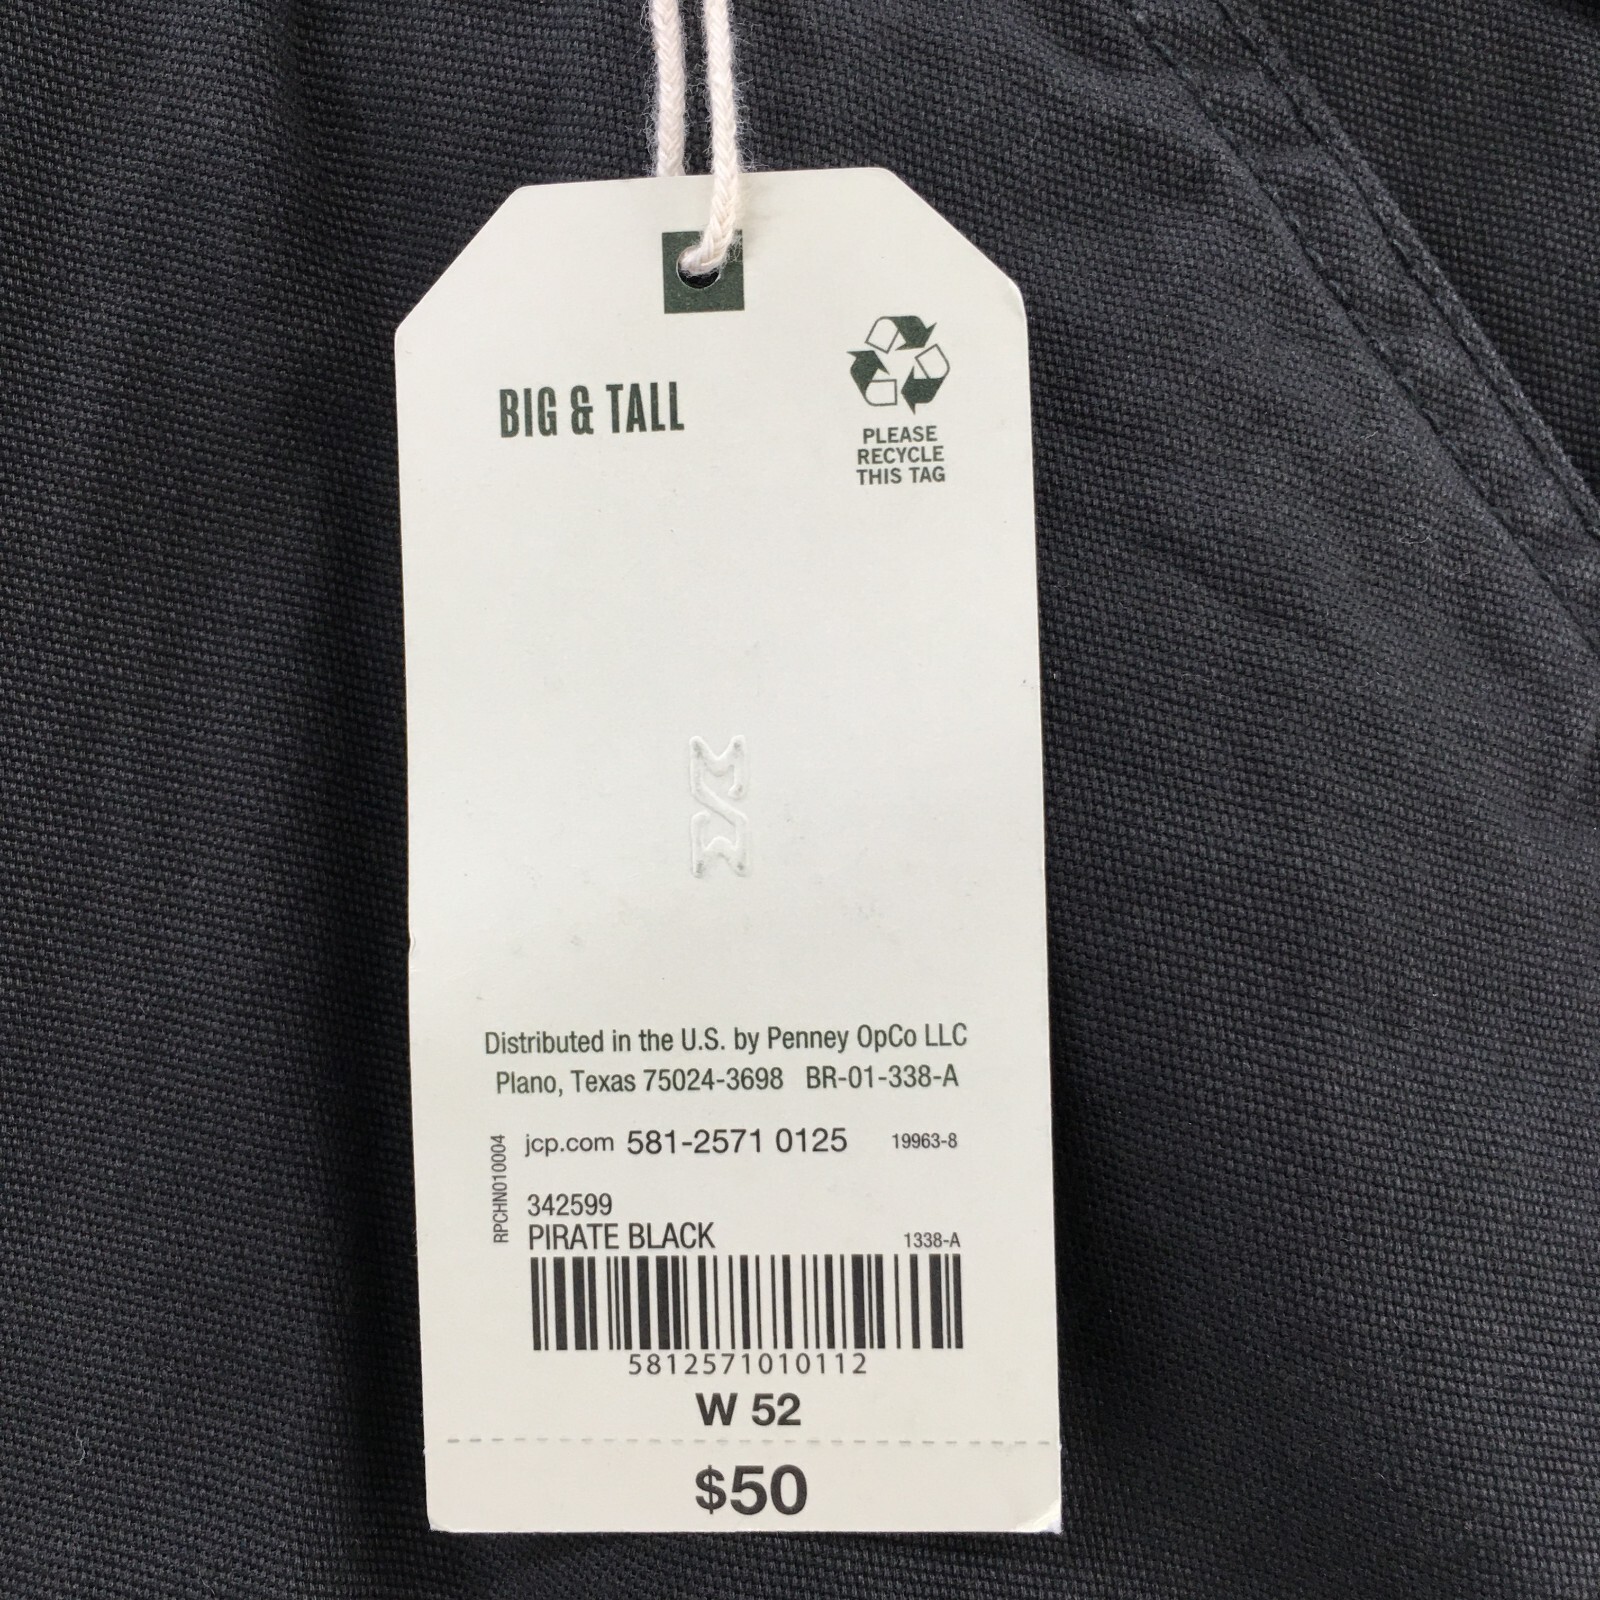 BIG & TALL
PLEASE
RECYCLE
THIS TAG
Distributed in the U.S. by Penney OpCo LLC
Plano, Texas 75024-3698 BR-01-338-A
jcp.com 581-2571 0125 19963-8
RPCHN010004
342599
PIRATE BLACK 1338-A
5812571010112
W 52
$50